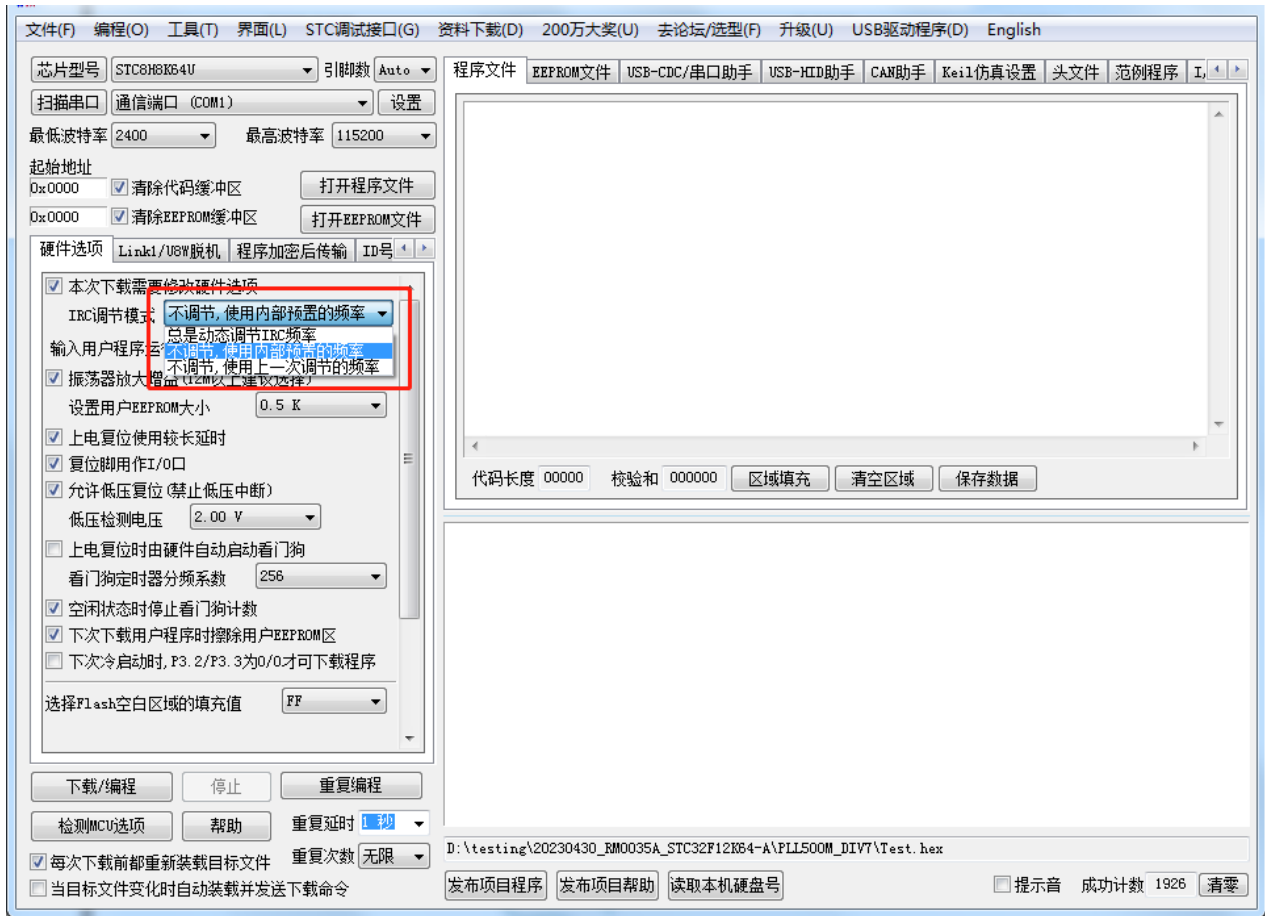 文件(F) 编程(O) 工具(T) 界面(L) STC调试接口(G) 资料下载(D) 200万大奖(U) 去论坛/选型(F) 升级(U) USB驱动程序(D) English
芯片型号 STC8H8K64U 引脚数 Auto
扫描串口 通信端口 (COM1) 设置
最低波特率 2400 最高波特率 115200
起始地址
0x0000 清除代码缓冲区 打开程序文件
0x0000 清除EEPROM缓冲区 打开EEPROM文件
硬件选项 Link1/U8W脱机 程序加密后传输 ID号
本次下载需要修改硬件选项
IRC调节模式 不调节,使用内部预置的频率
总是动态调节IRC频率
输入用户程序运 不调节,使用内部预置的频率
不调节,使用上一次调节的频率
振荡器放大增益(12M以上建议选择)
设置用户EEPROM大小 0.5 K
上电复位使用较长延时
复位脚用作I/O口
允许低压复位(禁止低压中断)
低压检测电压 2.00 V
上电复位时由硬件自动启动看门狗
看门狗定时器分频系数 256
空闲状态时停止看门狗计数
下次下载用户程序时擦除用户EEPROM区
下次冷启动时,P3.2/P3.3为0/0才可下载程序
选择Flash空白区域的填充值 FF
下载/编程 停止 重复编程
检测MCU选项 帮助 重复延时 1 秒
每次下载前都重新装载目标文件 重复次数 无限
当目标文件变化时自动装载并发送下载命令
程序文件 EEPROM文件 USB-CDC/串口助手 USB-HID助手 CAN助手 Keil仿真设置 头文件 范例程序 I,
代码长度 00000 校验和 000000 区域填充 清空区域 保存数据
D:\testing\20230430_RM0035A_STC32F12K64-A\PLL500M_DIV7\Test.hex
发布项目程序 发布项目帮助 读取本机硬盘号 提示音 成功计数 1926 清零